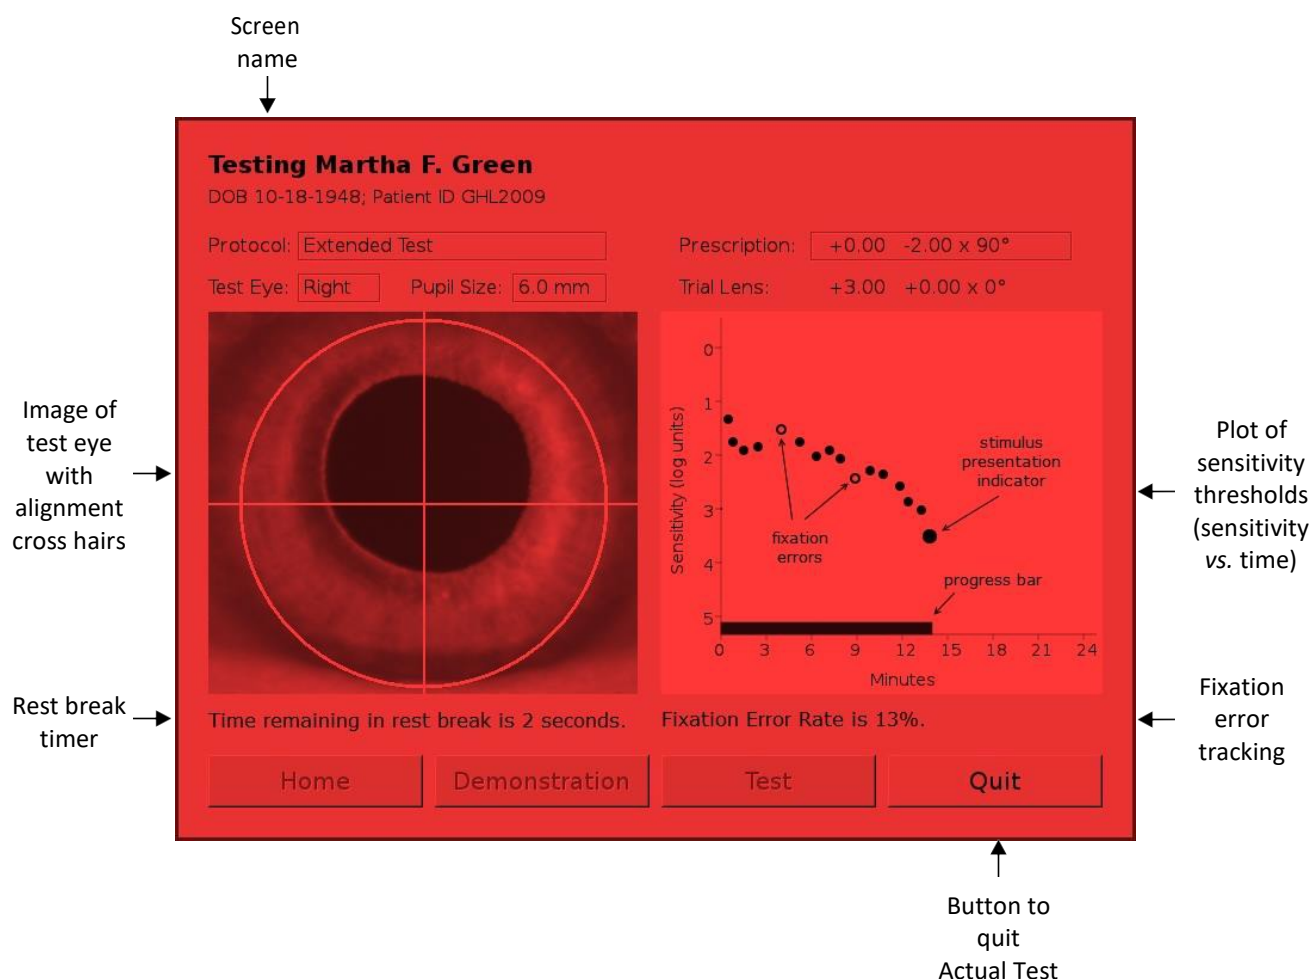 Screen
name
Testing Martha F. Green
DOB 10-18-1948; Patient ID GHL2009
Protocol: Extended Test
Prescription: +0.00 -2.00 x 90°
Test Eye: Right Pupil Size: 6.0 mm
Trial Lens: +3.00 +0.00 x 0°
Image of
test eye
with
alignment
cross hairs
Sensitivity (log units)
0
1
2
3
4
5
stimulus
presentation
indicator
fixation
errors
progress bar
0 3 6 9 12 15 18 21 24
Minutes
Plot of
sensitivity
thresholds
(sensitivity
vs. time)
Rest break
timer
Time remaining in rest break is 2 seconds.
Fixation Error Rate is 13%.
Fixation
error
tracking
Home Demonstration Test Quit
Button to
quit
Actual Test